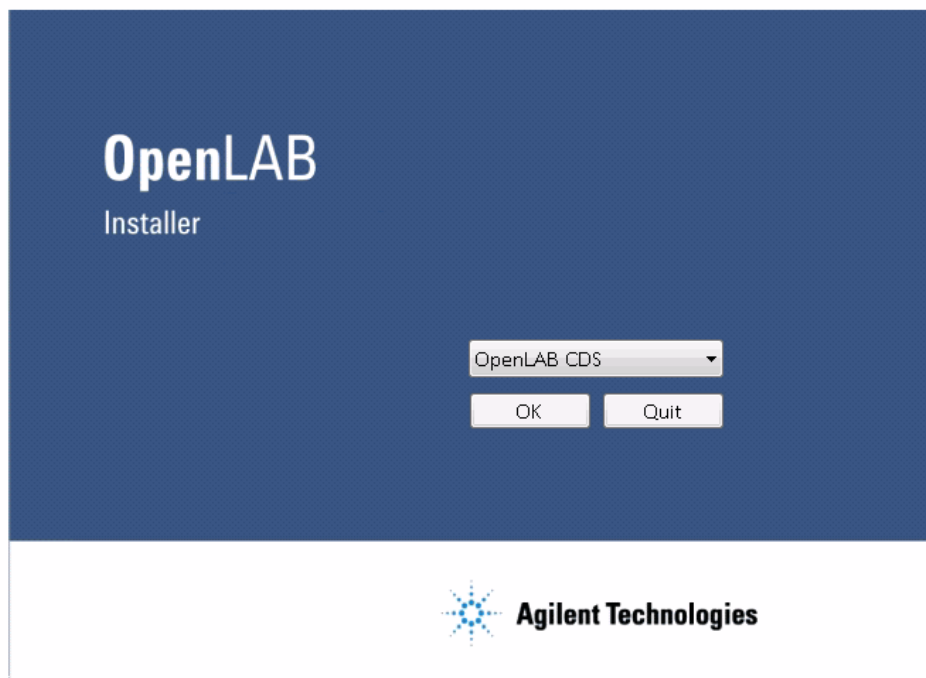 OpenLAB
Installer
OpenLAB CDS
OK Quit
Agilent Technologies